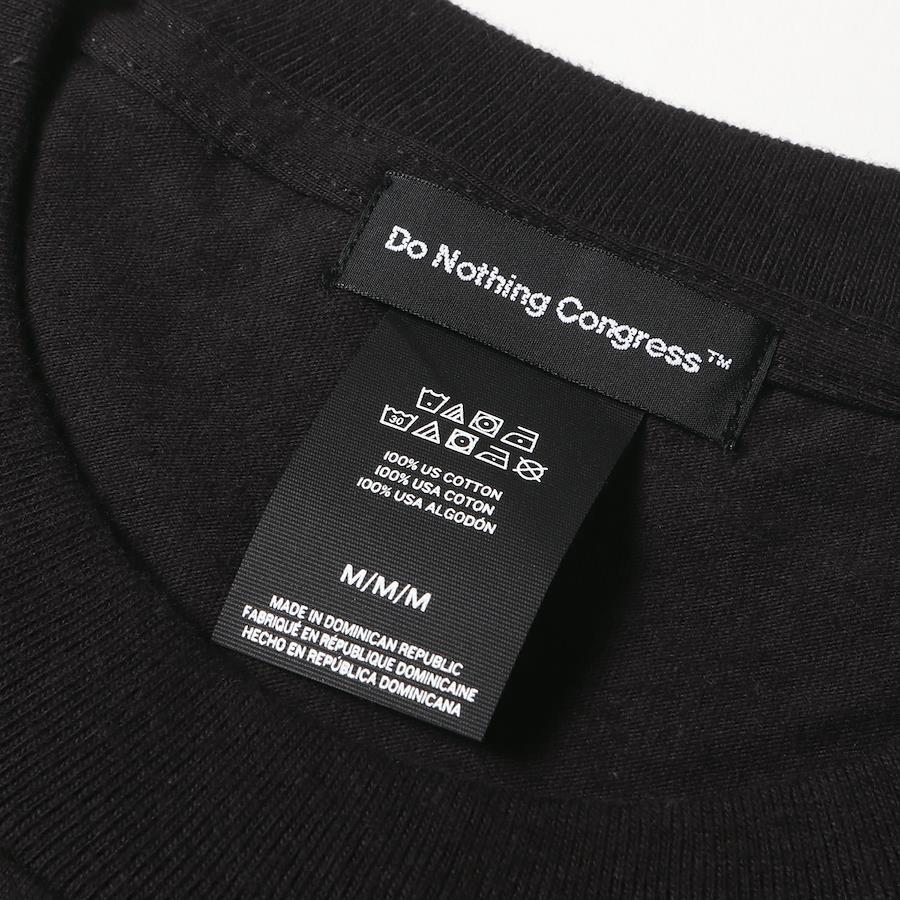 Do Nothing Congress™
30
100% US COTTON
100% USA COTON
100% USA ALGODÓN
M/M/M
MADE IN DOMINICAN REPUBLIC
FABRIQUÉ EN RÉPUBLIQUE DOMINICAINE
HECHO EN REPÚBLICA DOMINICANA